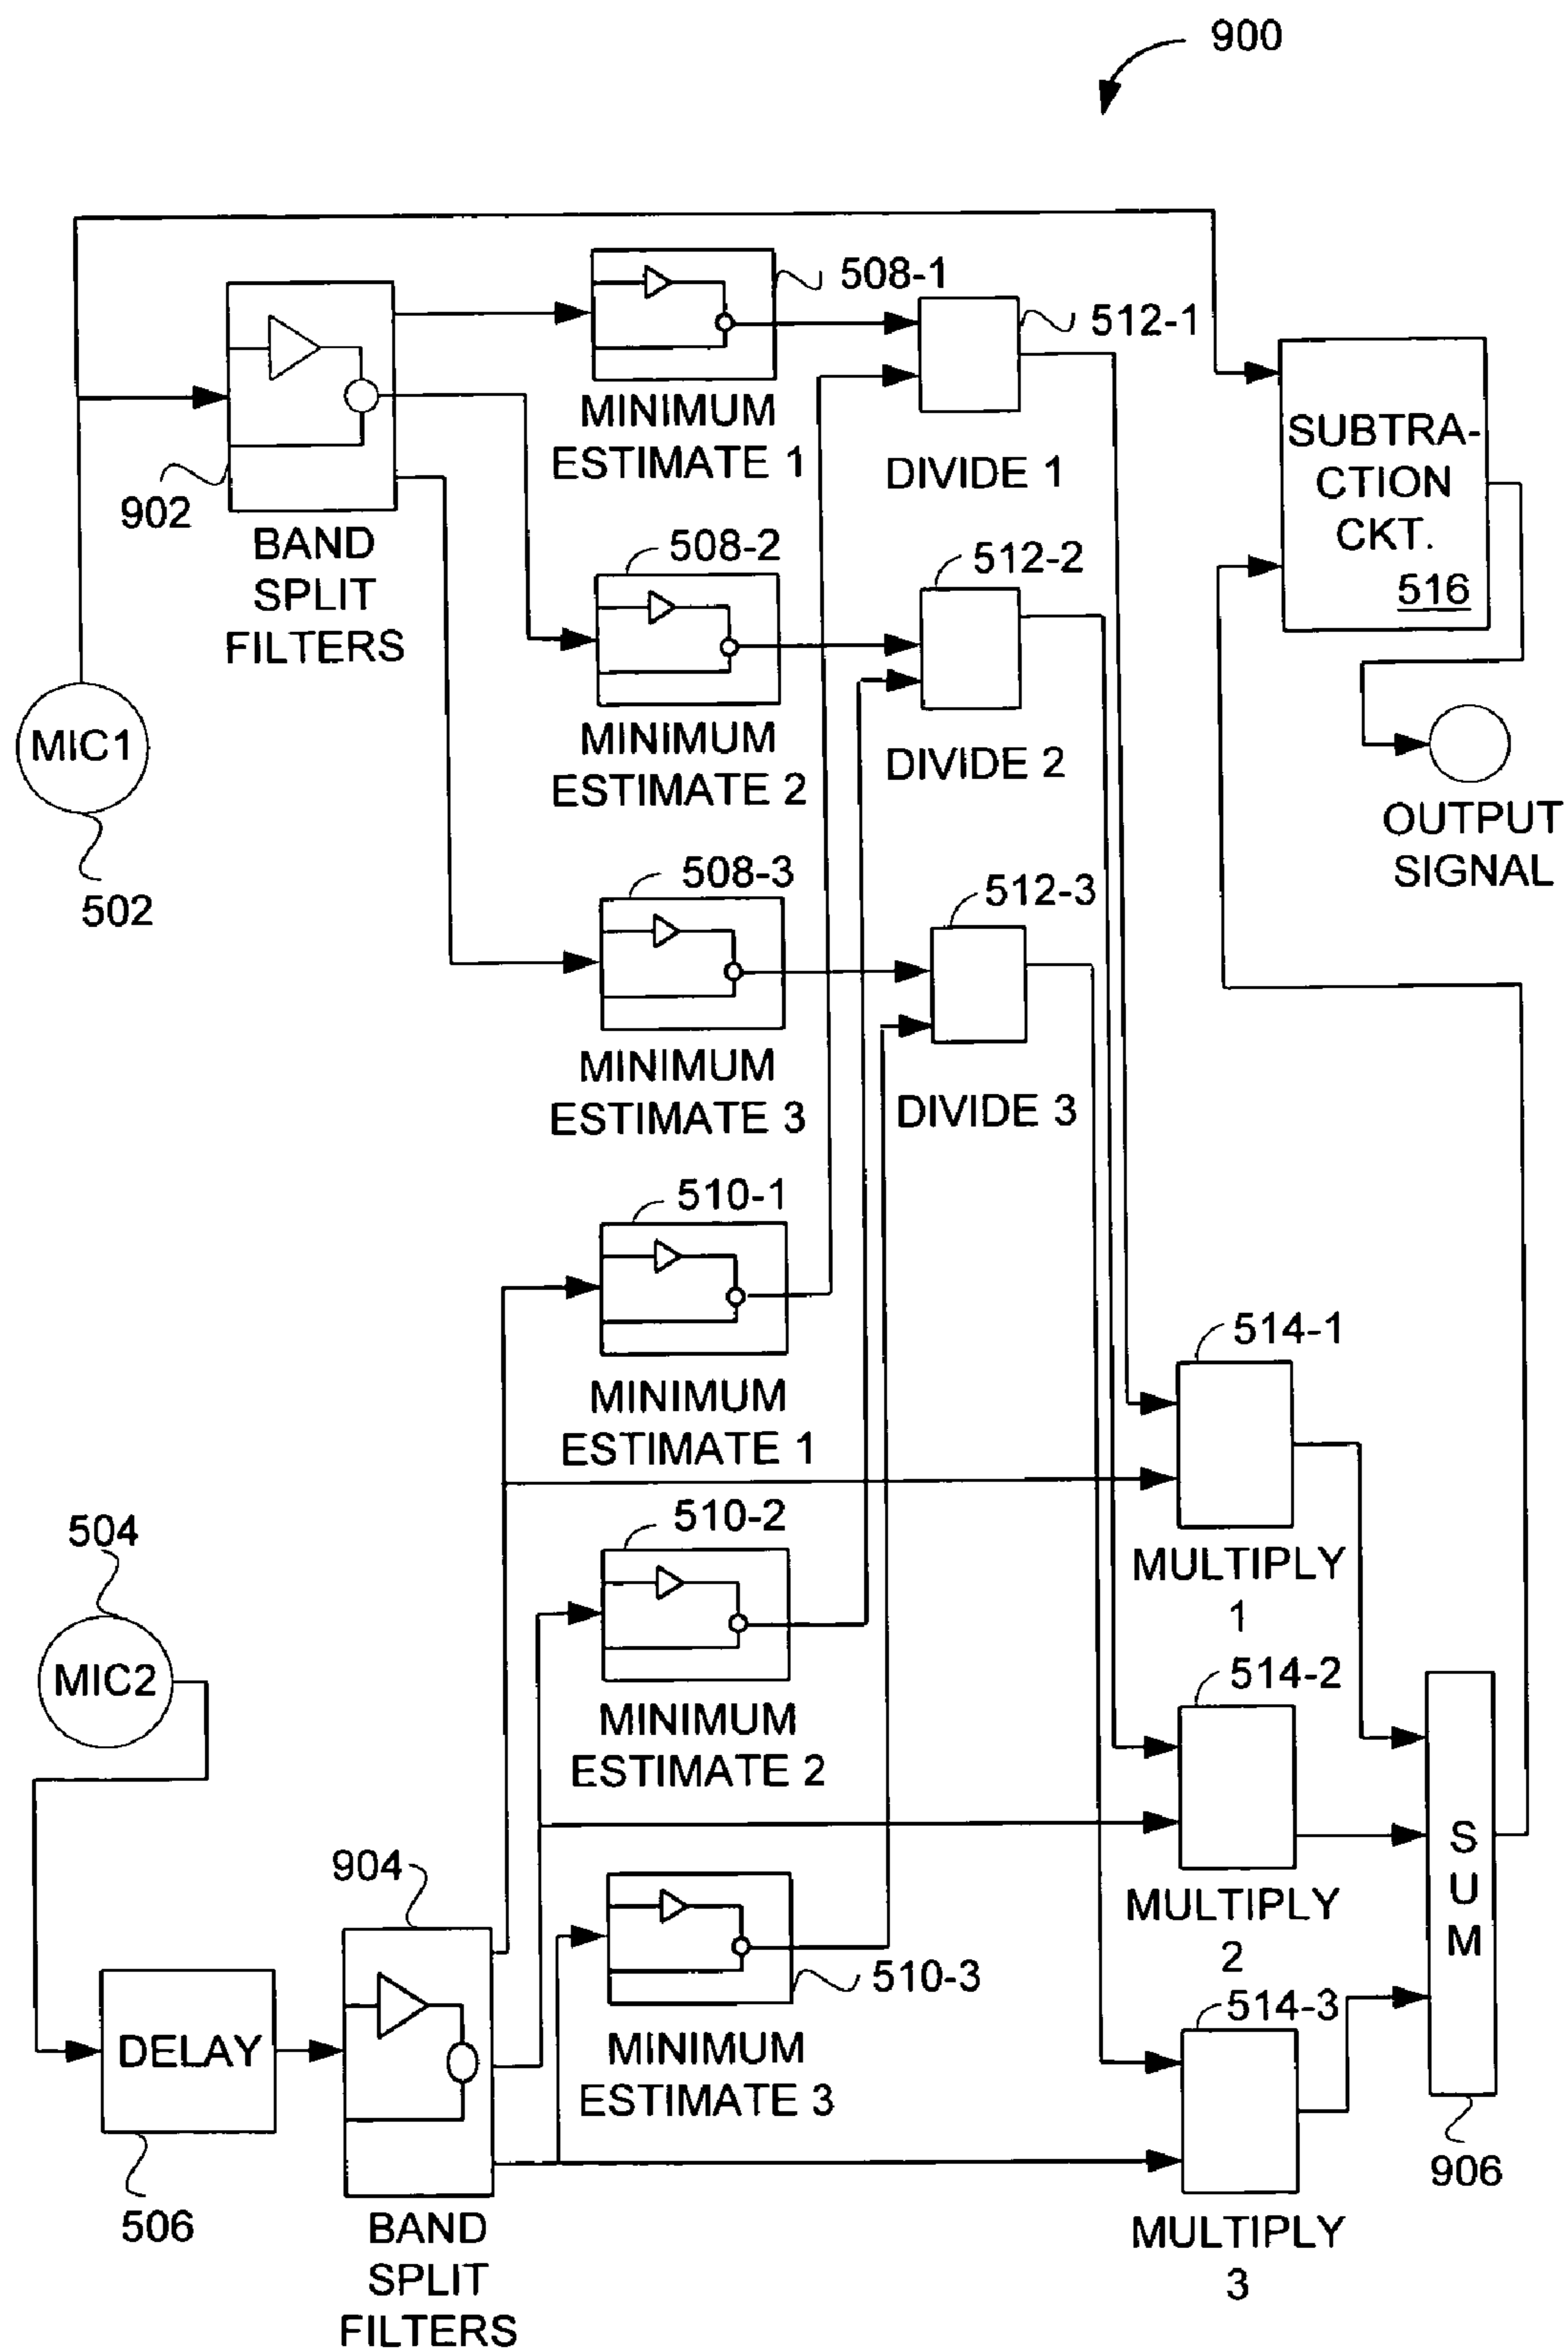 900
508-1
512-1
MINIMUM
ESTIMATE 1
DIVIDE 1
SUBTRA-
CTION
CKT.
516
902
BAND
SPLIT
FILTERS
508-2
512-2
MINIMUM
ESTIMATE 2
DIVIDE 2
MIC1
502
OUTPUT
SIGNAL
508-3
512-3
MINIMUM
ESTIMATE 3
DIVIDE 3
510-1
MINIMUM
ESTIMATE 1
514-1
MULTIPLY
1
504
MIC2
510-2
MINIMUM
ESTIMATE 2
514-2
MULTIPLY
2
S
U
M
904
510-3
MINIMUM
ESTIMATE 3
514-3
MULTIPLY
3
906
DELAY
506
BAND
SPLIT
FILTERS